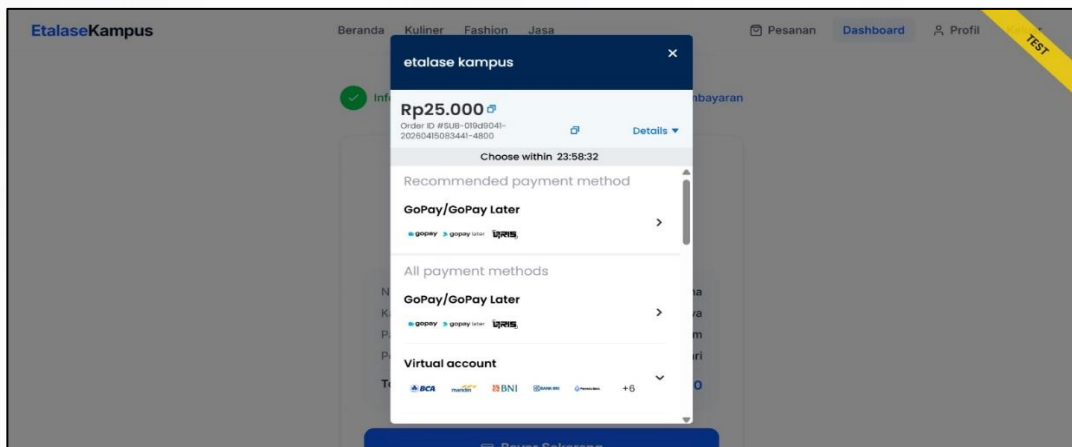 EtalaseKampus
Beranda Kuliner Fashion Jasa
Pesanan Dashboard Profil
TEST
etalase kampus
Rp25.000
Order ID #SUB-019d9041-
20260415083441-4800
Details
Choose within 23:58:32
Recommended payment method
GoPay/GoPay Later
gopay gopay later QRIS
All payment methods
GoPay/GoPay Later
gopay gopay later QRIS
Virtual account
BCA mandiri BNI +6
Bayar Sekarang